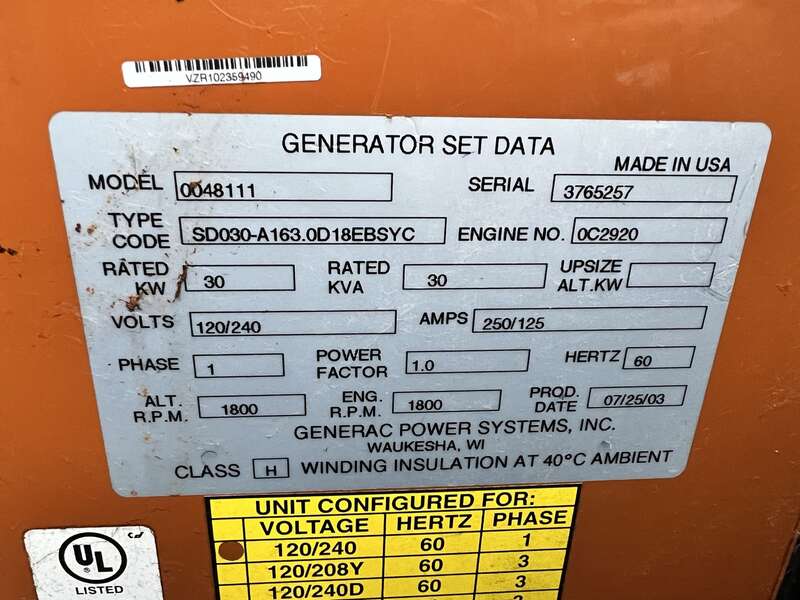 VZR102359490
GENERATOR SET DATA
MADE IN USA
MODEL 0048111 SERIAL 3765257
TYPE CODE SD030-A163.0D18EBSYC ENGINE NO. 0C2920
RATED KW 30 RATED KVA 30 UPSIZE ALT.KW
VOLTS 120/240 AMPS 250/125
PHASE 1 POWER FACTOR 1.0 HERTZ 60
ALT. R.P.M. 1800 ENG. R.P.M. 1800 PROD. DATE 07/25/03
GENERAC POWER SYSTEMS, INC.
WAUKESHA, WI
CLASS H WINDING INSULATION AT 40°C AMBIENT
UNIT CONFIGURED FOR:
VOLTAGE HERTZ PHASE
120/240 60 1
120/208Y 60 3
120/240D 60 3
UL
LISTED